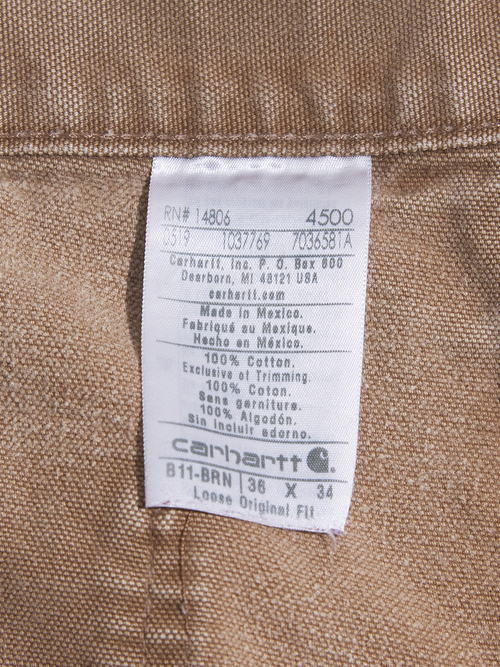 RN# 14806 4500
0519 1037769 7036581A
Carhartt, Inc. P. O. Box 600
Dearborn, MI 48121 USA
carhartt.com
Made in Mexico.
Fabriqué au Mexique.
Hecho en México.
100% Cotton.
Exclusive of Trimming.
100% Coton.
Sans garniture.
100% Algodón.
Sin incluir adorno.
carhartt
B11-BRN 36 X 34
Loose Original Fit